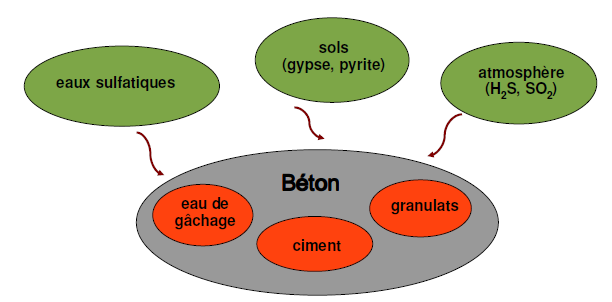 eaux sulfatiques
sols
(gypse, pyrite)
atmosphère
(H₂S, SO₂)
Béton
eau de
gâchage
ciment
granulats